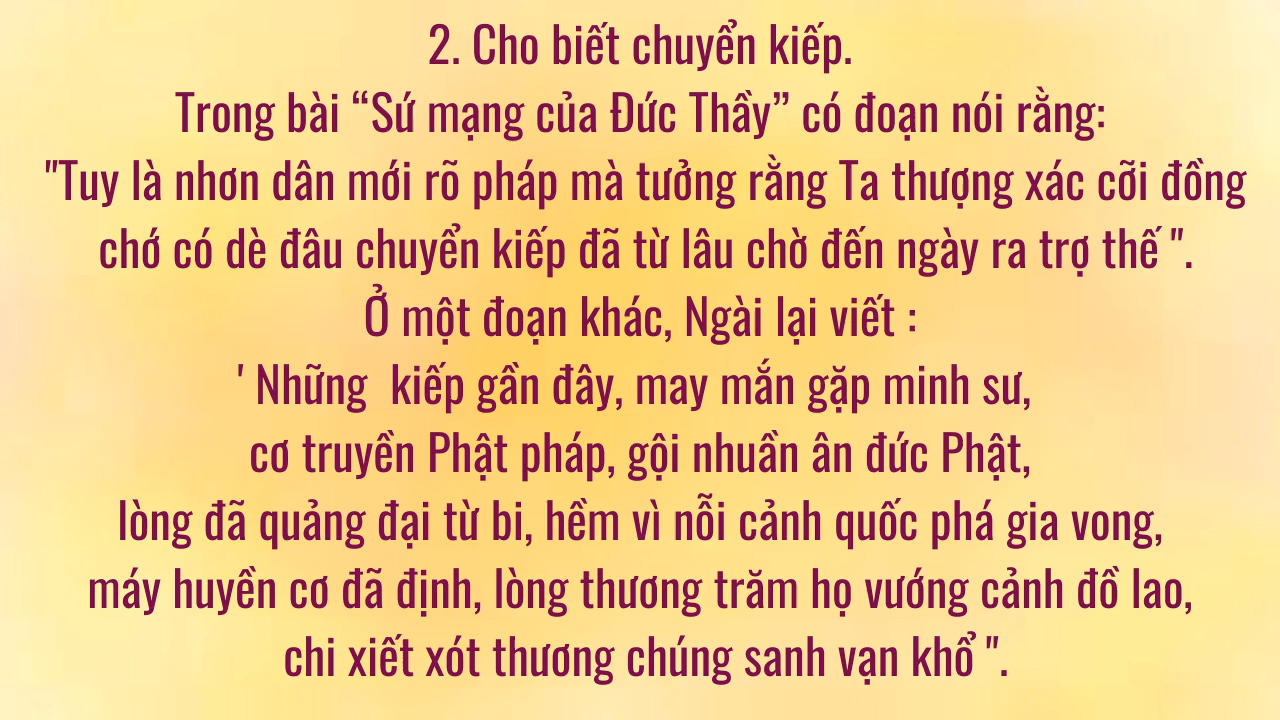 2. Cho biết chuyển kiếp.
Trong bài “Sứ mạng của Đức Thầy” có đoạn nói rằng:
"Tuy là nhơn dân mới rõ pháp mà tưởng rằng Ta thượng xác cỡi đồng
chớ có dè đâu chuyển kiếp đã từ lâu chờ đến ngày ra trợ thế ".
Ở một đoạn khác, Ngài lại viết :
' Những  kiếp gần đây, may mắn gặp minh sư,
cơ truyền Phật pháp, gội nhuần ân đức Phật,
lòng đã quảng đại từ bi, hềm vì nỗi cảnh quốc phá gia vong,
máy huyền cơ đã định, lòng thương trăm họ vướng cảnh đồ lao,
chi xiết xót thương chúng sanh vạn khổ ".